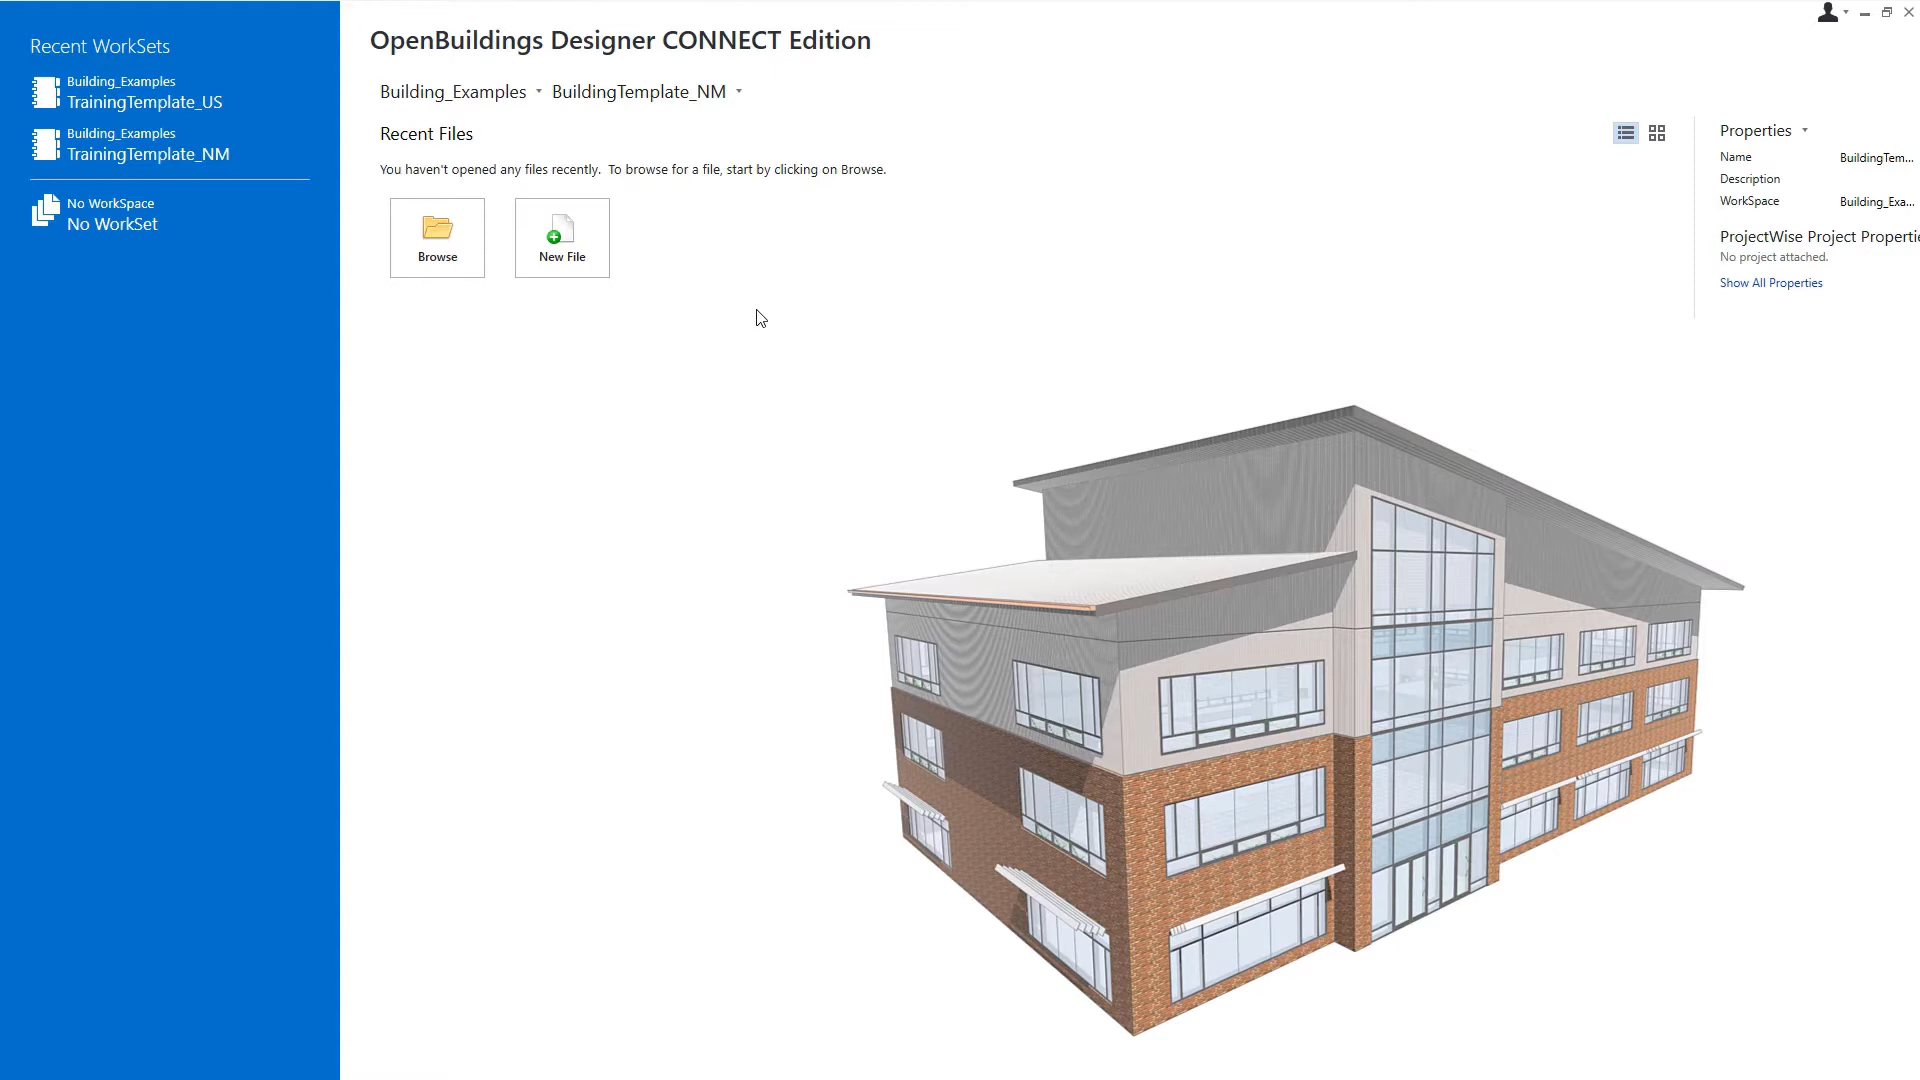 Recent WorkSets
Building_Examples
TrainingTemplate_US
Building_Examples
TrainingTemplate_NM
No WorkSpace
No WorkSet
OpenBuildings Designer CONNECT Edition
Building_Examples BuildingTemplate_NM
Recent Files
You haven't opened any files recently. To browse for a file, start by clicking on Browse.
Browse
New File
Properties
Name BuildingTem...
Description
WorkSpace Building_Exa...
ProjectWise Project Properti
No project attached.
Show All Properties